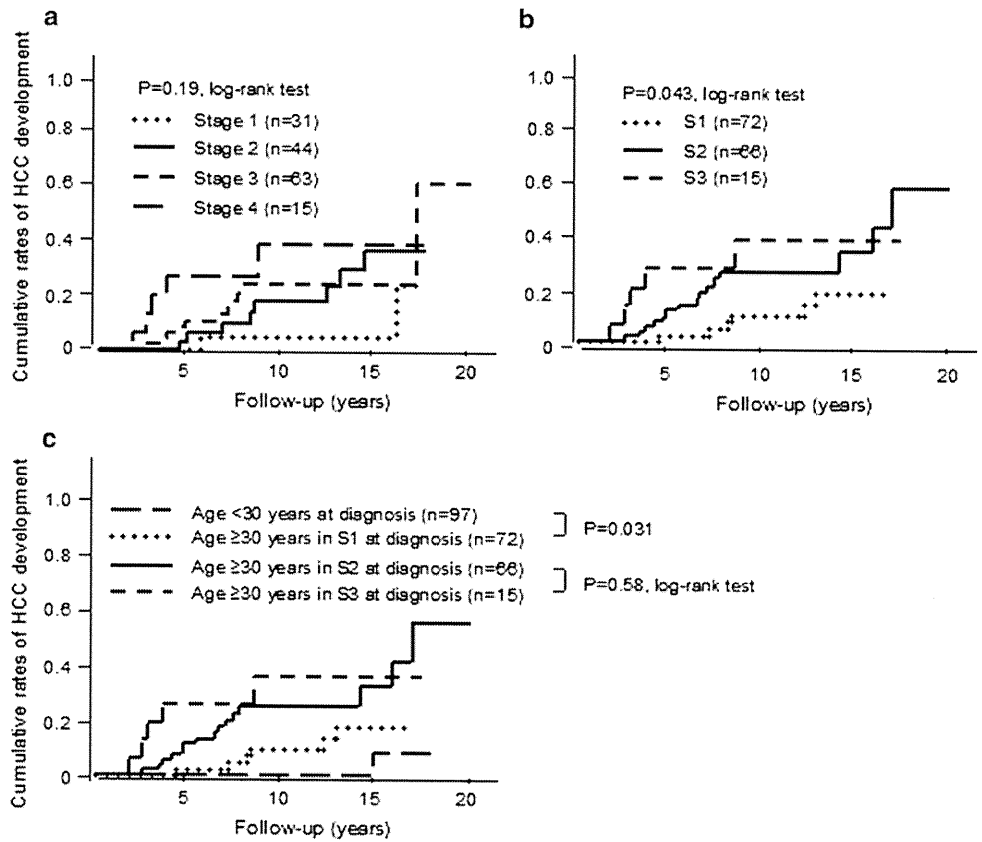 a
Cumulative rates of HCC development
1.0
0.8
0.6
0.4
0.2
0
P=0.19, log-rank test
Stage 1 (n=31)
Stage 2 (n=44)
Stage 3 (n=63)
Stage 4 (n=15)
5
10
15
20
Follow-up (years)
b
1.0
0.8
0.6
0.4
0.2
0
P=0.043, log-rank test
S1 (n=72)
S2 (n=66)
S3 (n=15)
5
10
15
20
Follow-up (years)
c
Cumulative rates of HCC development
1.0
0.8
0.6
0.4
0.2
0
Age <30 years at diagnosis (n=97)
Age ≥30 years in S1 at diagnosis (n=72)
P=0.031
Age ≥30 years in S2 at diagnosis (n=66)
Age ≥30 years in S3 at diagnosis (n=15)
P=0.58, log-rank test
5
10
15
20
Follow-up (years)